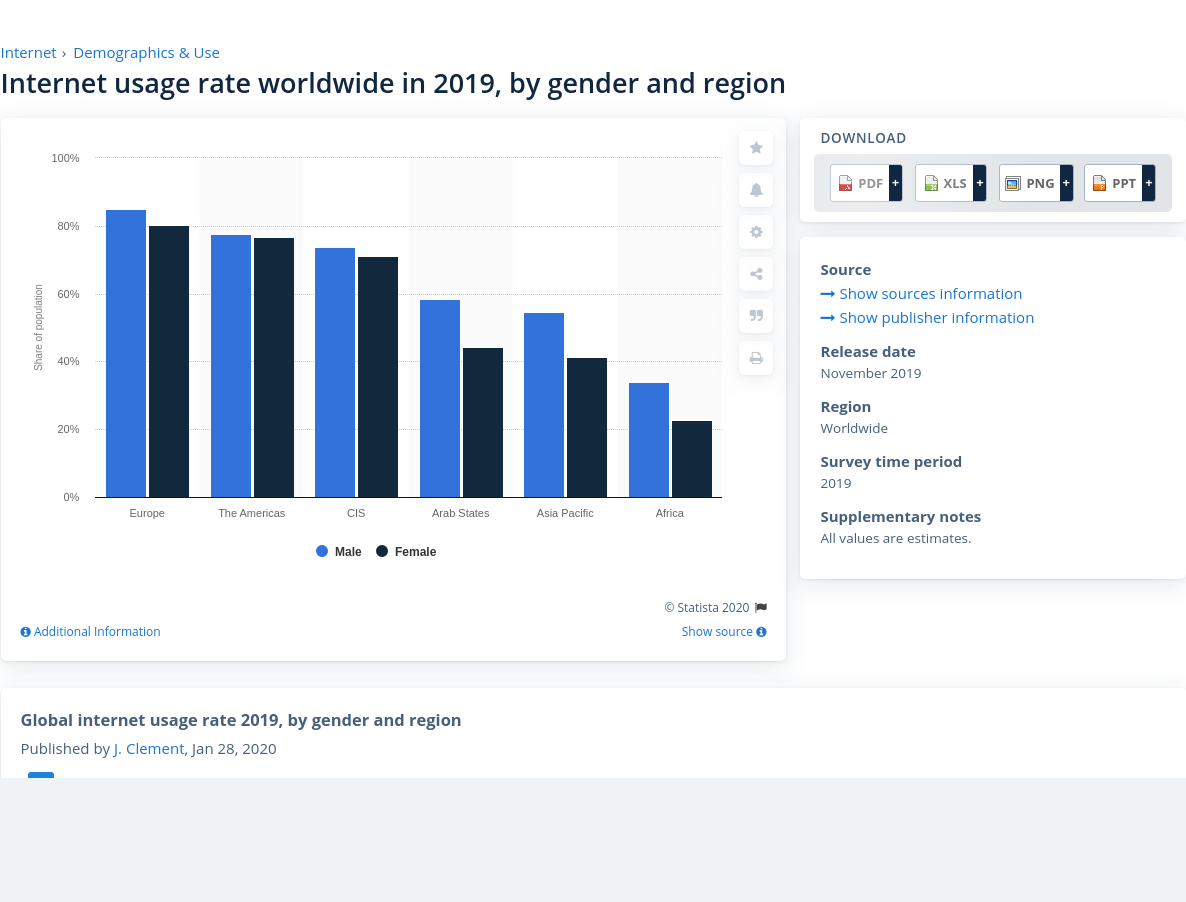 Internet › Demographics & Use
Internet usage rate worldwide in 2019, by gender and region
100%
80%
60%
40%
20%
0%
Share of population
Europe
The Americas
CIS
Arab States
Asia Pacific
Africa
Male
Female
© Statista 2020
Additional Information
Show source
DOWNLOAD
PDF +
XLS +
PNG +
PPT +
Source
Show sources information
Show publisher information
Release date
November 2019
Region
Worldwide
Survey time period
2019
Supplementary notes
All values are estimates.
Global internet usage rate 2019, by gender and region
Published by J. Clement, Jan 28, 2020